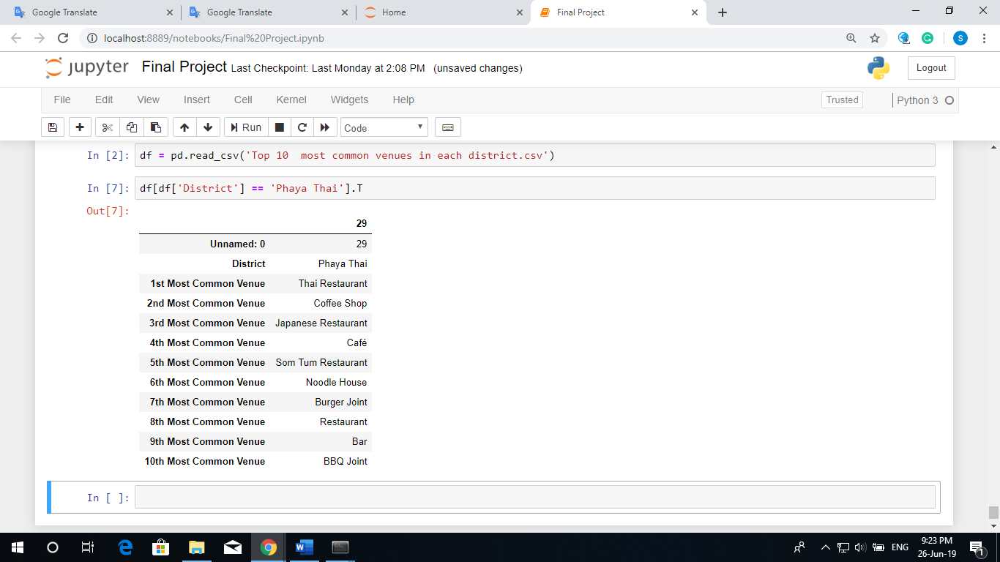 Google Translate Google Translate Home Final Project
localhost:8889/notebooks/Final%20Project.ipynb S
jupyter Final Project Last Checkpoint: Last Monday at 2:08 PM (unsaved changes) Logout
File Edit View Insert Cell Kernel Widgets Help Trusted Python 3
Run Code
In [2]: df = pd.read_csv('Top 10  most common venues in each district.csv')
In [7]: df[df['District'] == 'Phaya Thai'].T
Out[7]:
29
Unnamed: 0 29
District Phaya Thai
1st Most Common Venue Thai Restaurant
2nd Most Common Venue Coffee Shop
3rd Most Common Venue Japanese Restaurant
4th Most Common Venue Café
5th Most Common Venue Som Tum Restaurant
6th Most Common Venue Noodle House
7th Most Common Venue Burger Joint
8th Most Common Venue Restaurant
9th Most Common Venue Bar
10th Most Common Venue BBQ Joint
In [ ]:
ENG 9:23 PM
26-Jun-19 1